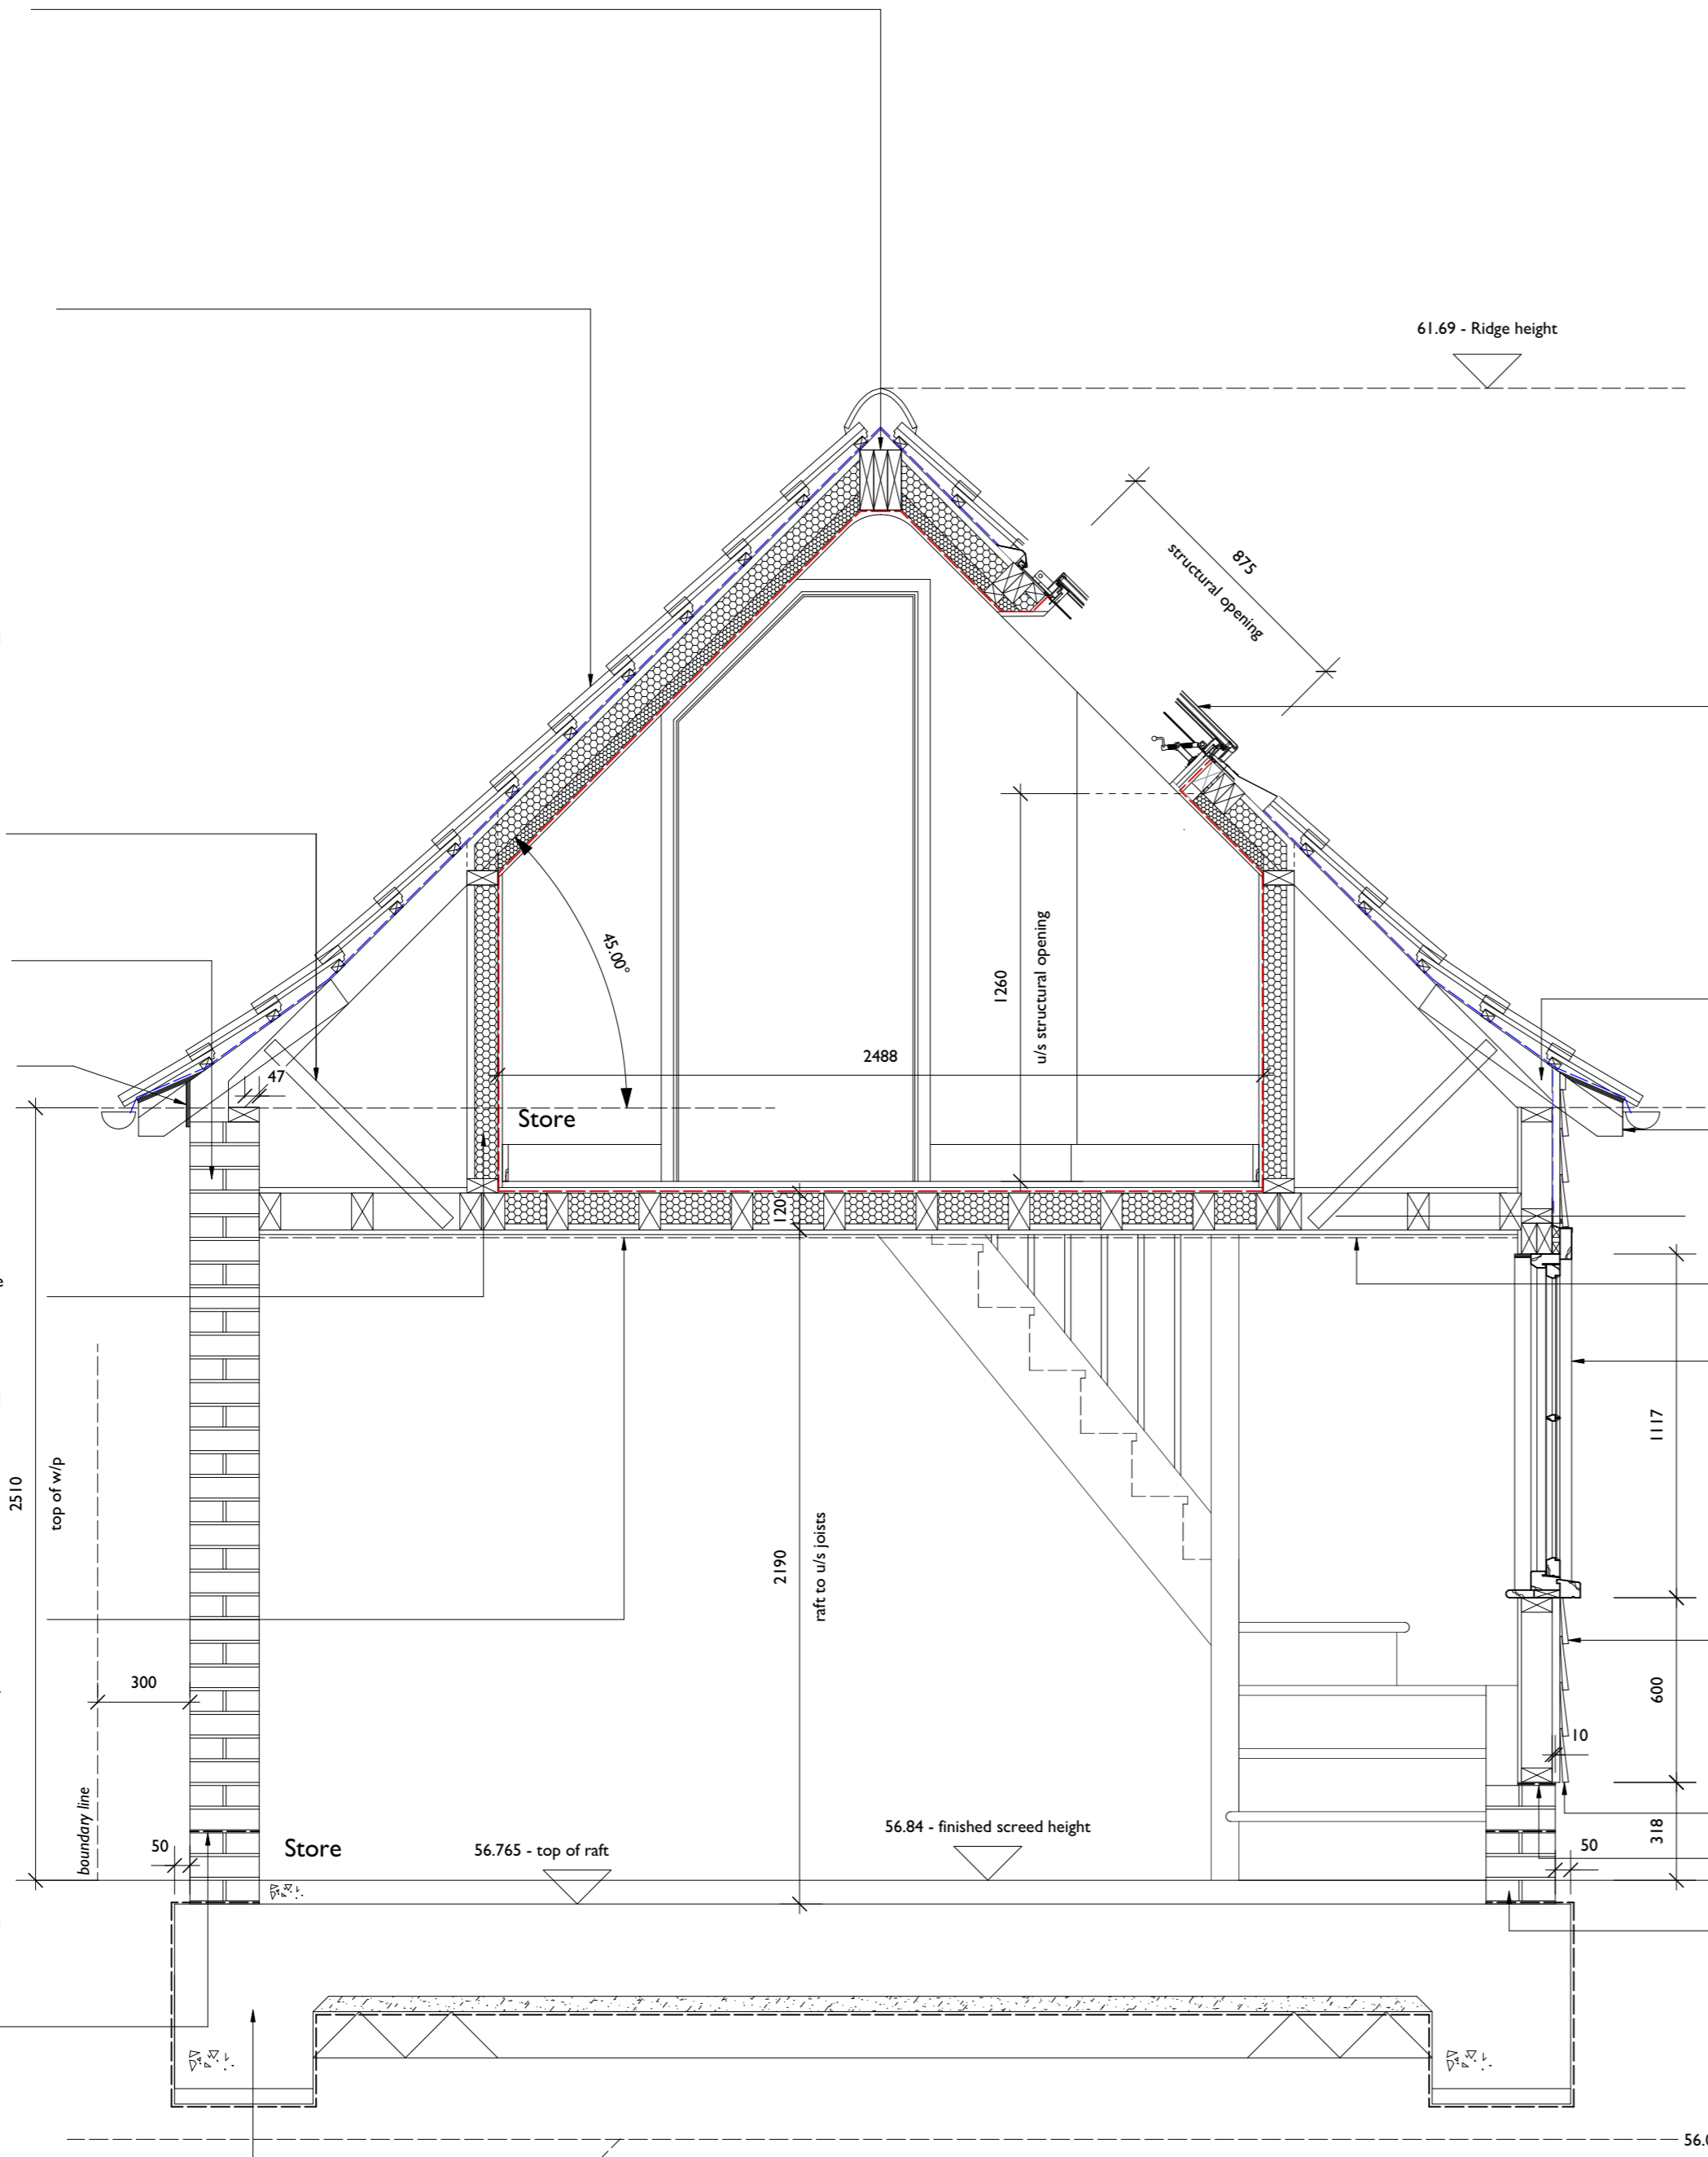 61.69 - Ridge height
875
structural opening
45.00°
1260
u/s structural opening
2488
47
Store
120
2510
top of w/p
1117
2190
raft to u/s joists
300
600
10
boundary line
50
Store
56.765 - top of raft
56.84 - finished screed height
318
50